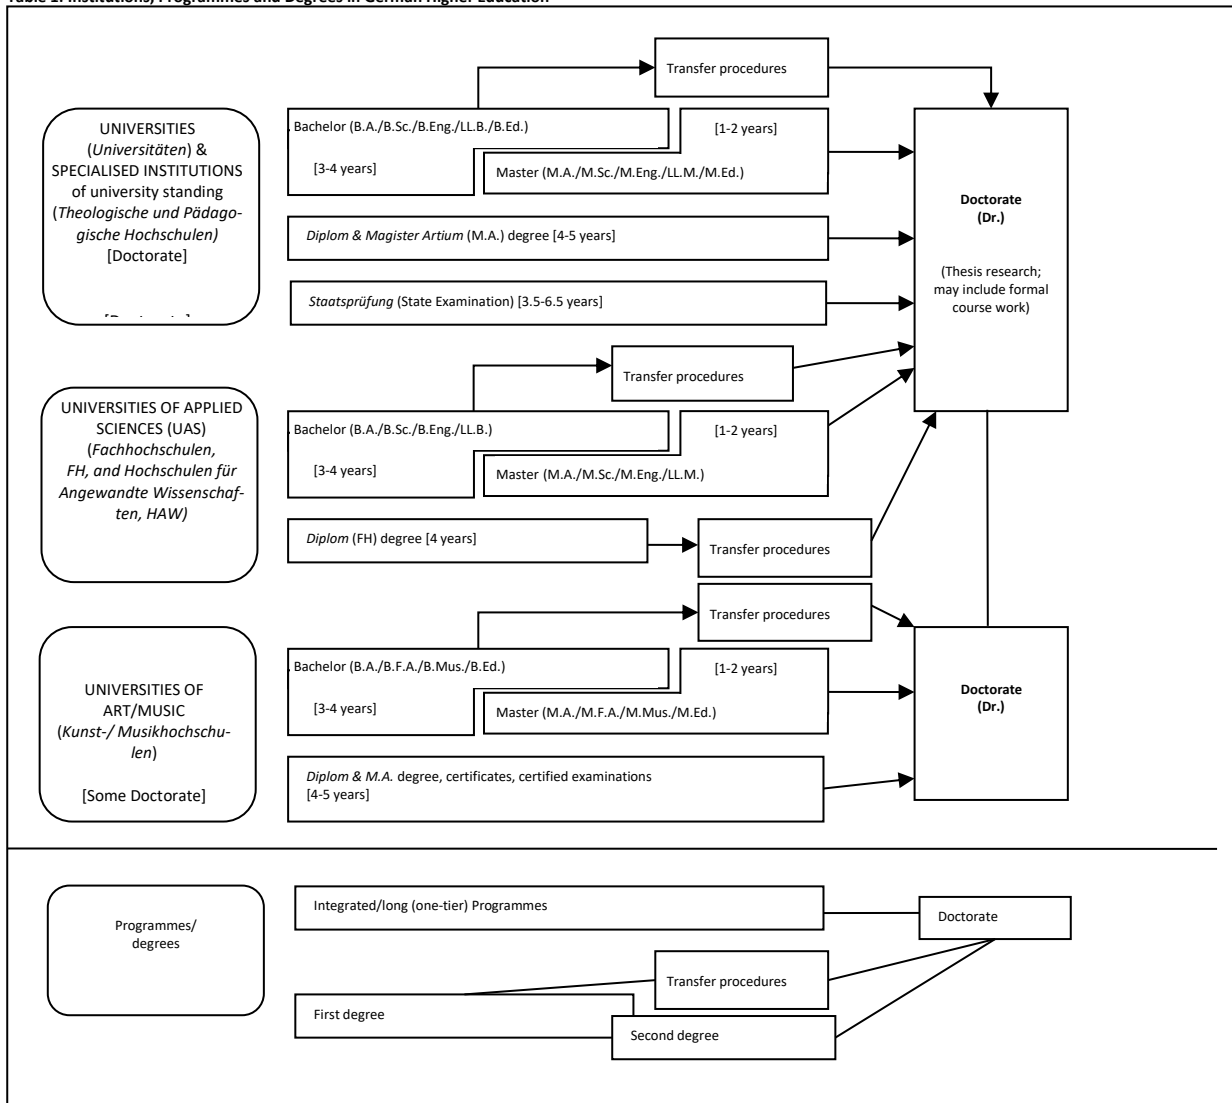 Table 1: Institutions, Programmes and Degrees in German Higher Education
Transfer procedures
UNIVERSITIES
(Universitäten) &
SPECIALISED INSTITUTIONS
of university standing
(Theologische und Pädago-
gische Hochschulen)
[Doctorate]
[Doctorate]
Bachelor (B.A./B.Sc./B.Eng./LL.B./B.Ed.)
[1-2 years]
[3-4 years]
Master (M.A./M.Sc./M.Eng./LL.M./M.Ed.)
Diplom & Magister Artium (M.A.) degree [4-5 years]
Staatsprüfung (State Examination) [3.5-6.5 years]
Doctorate
(Dr.)
(Thesis research;
may include formal
course work)
Transfer procedures
UNIVERSITIES OF APPLIED
SCIENCES (UAS)
(Fachhochschulen,
FH, and Hochschulen für
Angewandte Wissenschaf-
ten, HAW)
Bachelor (B.A./B.Sc./B.Eng./LL.B.)
[1-2 years]
[3-4 years]
Master (M.A./M.Sc./M.Eng./LL.M.)
Diplom (FH) degree [4 years]
Transfer procedures
Transfer procedures
UNIVERSITIES OF
ART/MUSIC
(Kunst-/ Musikhochschu-
len)
[Some Doctorate]
Bachelor (B.A./B.F.A./B.Mus./B.Ed.)
[1-2 years]
[3-4 years]
Master (M.A./M.F.A./M.Mus./M.Ed.)
Diplom & M.A. degree, certificates, certified examinations
[4-5 years]
Doctorate
(Dr.)
Programmes/
degrees
Integrated/long (one-tier) Programmes
Doctorate
Transfer procedures
First degree
Second degree